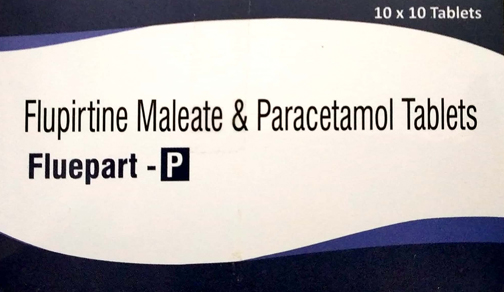 10 x 10 Tablets
Flupirtine Maleate & Paracetamol Tablets
Fluepart - P